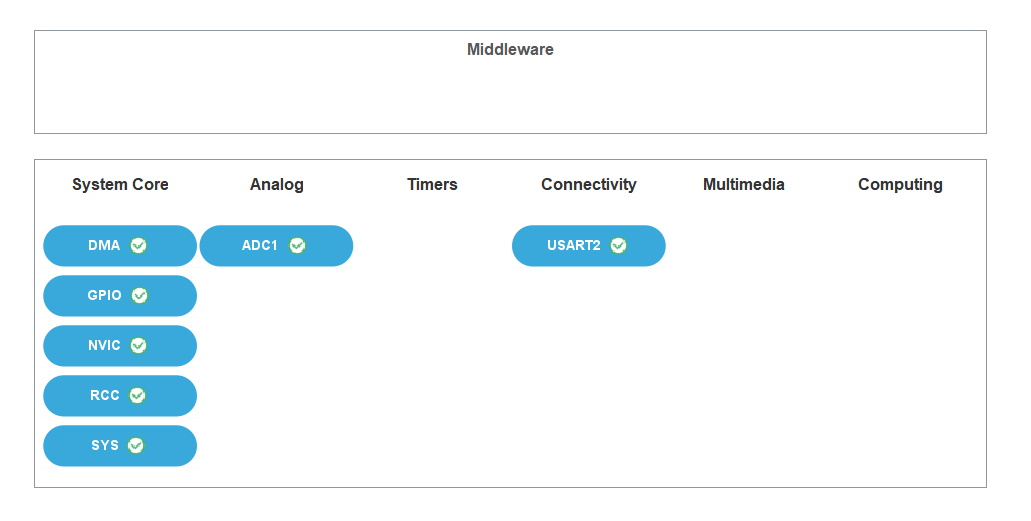 Middleware
System Core Analog Timers Connectivity Multimedia Computing
DMA ADC1 USART2
GPIO
NVIC
RCC
SYS